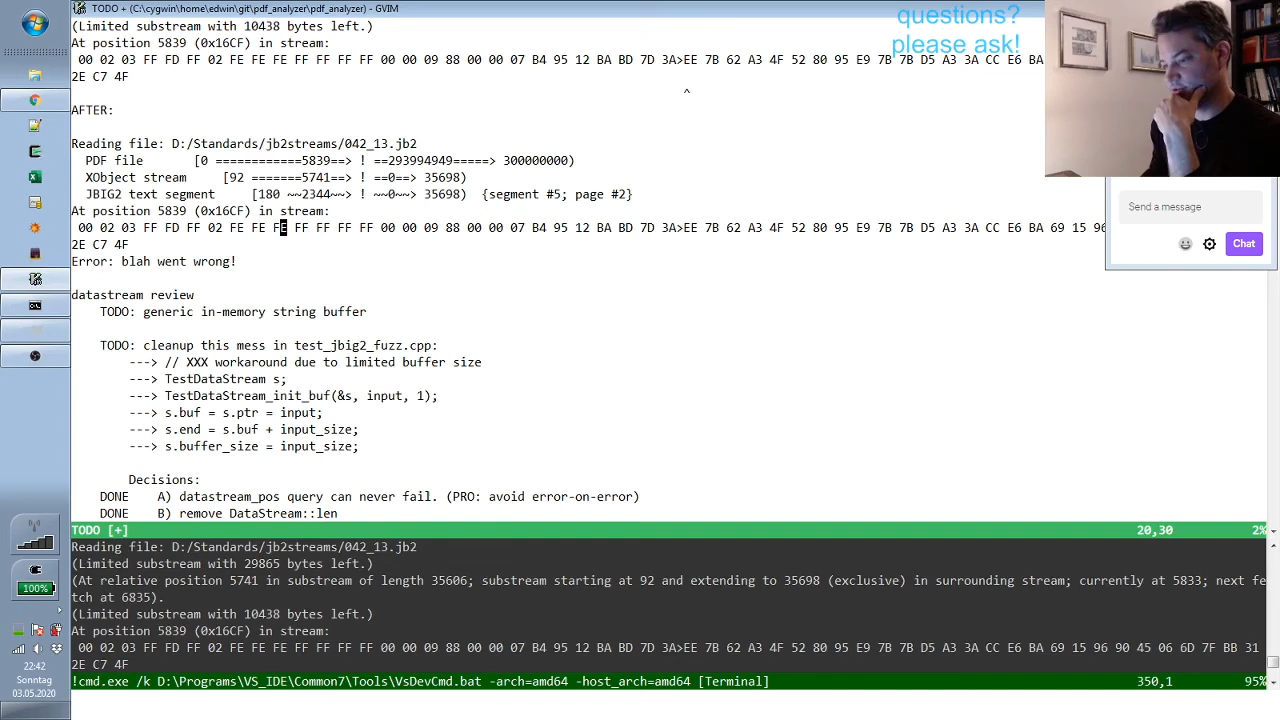 TODO + (C:\cygwin\home\edwin\git\pdf_analyzer\pdf_analyzer) - GVIM
questions?
please ask!
(Limited substream with 10438 bytes left.)
At position 5839 (0x16CF) in stream:
00 02 03 FF FD FF 02 FE FE FE FF FF FF FF 00 00 09 88 00 00 07 B4 95 12 BA BD 7D 3A>EE 7B 62 A3 4F 52 80 95 E9 7B 7B D5 A3 3A CC E6 BA
2E C7 4F
^
AFTER:
Reading file: D:/Standards/jb2streams/042_13.jb2
PDF file [0 ============5839==> ! ==293994949=====> 300000000)
XObject stream [92 =======5741==> ! ==0==> 35698)
JBIG2 text segment [180 ~~2344~~> ! ~~0~~> 35698) {segment #5; page #2}
At position 5839 (0x16CF) in stream:
00 02 03 FF FD FF 02 FE FE FE FF FF FF FF 00 00 09 88 00 00 07 B4 95 12 BA BD 7D 3A>EE 7B 62 A3 4F 52 80 95 E9 7B 7B D5 A3 3A CC E6 BA 69 15 96
2E C7 4F
Error: blah went wrong!
datastream review
TODO: generic in-memory string buffer
TODO: cleanup this mess in test_jbig2_fuzz.cpp:
---> // XXX workaround due to limited buffer size
---> TestDataStream s;
---> TestDataStream_init_buf(&s, input, 1);
---> s.buf = s.ptr = input;
---> s.end = s.buf + input_size;
---> s.buffer_size = input_size;
Decisions:
DONE A) datastream_pos query can never fail. (PRO: avoid error-on-error)
DONE B) remove DataStream::len
TODO [+] 20,30 2%
Reading file: D:/Standards/jb2streams/042_13.jb2
(Limited substream with 29865 bytes left.)
(At relative position 5741 in substream of length 35606; substream starting at 92 and extending to 35698 (exclusive) in surrounding stream; currently at 5833; next fe
tch at 6835).
(Limited substream with 10438 bytes left.)
At position 5839 (0x16CF) in stream:
00 02 03 FF FD FF 02 FE FE FE FF FF FF FF 00 00 09 88 00 00 07 B4 95 12 BA BD 7D 3A>EE 7B 62 A3 4F 52 80 95 E9 7B 7B D5 A3 3A CC E6 BA 69 15 96 90 45 06 6D 7F BB 31
2E C7 4F
!cmd.exe /k D:\Programs\VS_IDE\Common7\Tools\VsDevCmd.bat -arch=amd64 -host_arch=amd64 [Terminal] 350,1 95%
Send a message
Chat
100%
22:42
Sonntag
03.05.2020